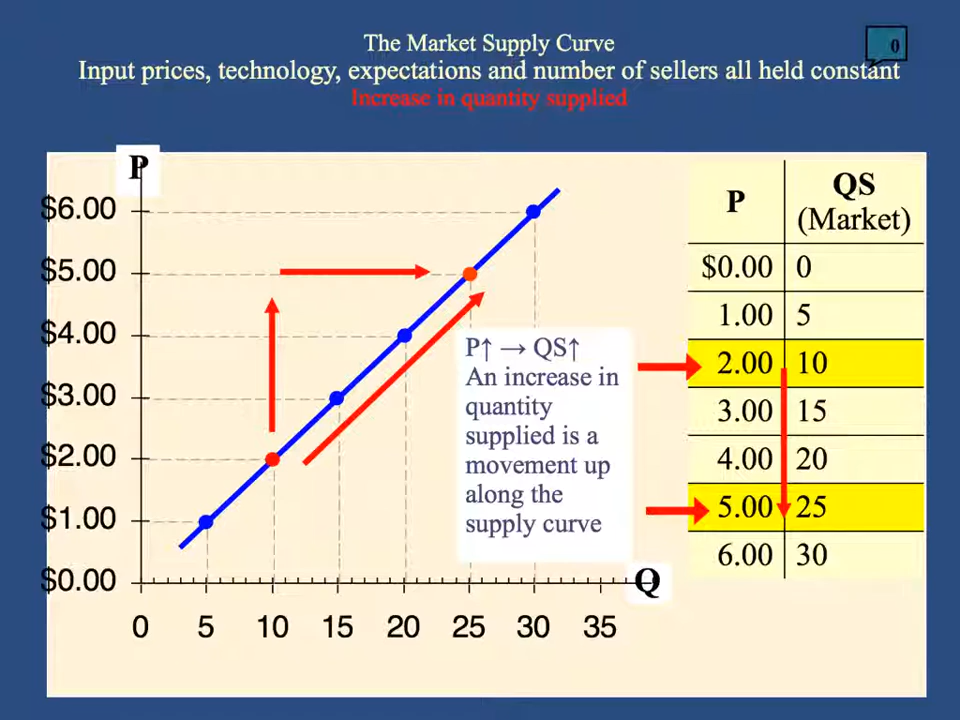 The Market Supply Curve
0
Input prices, technology, expectations and number of sellers all held constant
Increase in quantity supplied
P
$6.00
$5.00
$4.00
$3.00
$2.00
$1.00
$0.00
0 5 10 15 20 25 30 35
Q
P↑ → QS↑
An increase in
quantity
supplied is a
movement up
along the
supply curve
P QS
(Market)
$0.00 0
1.00 5
2.00 10
3.00 15
4.00 20
5.00 25
6.00 30